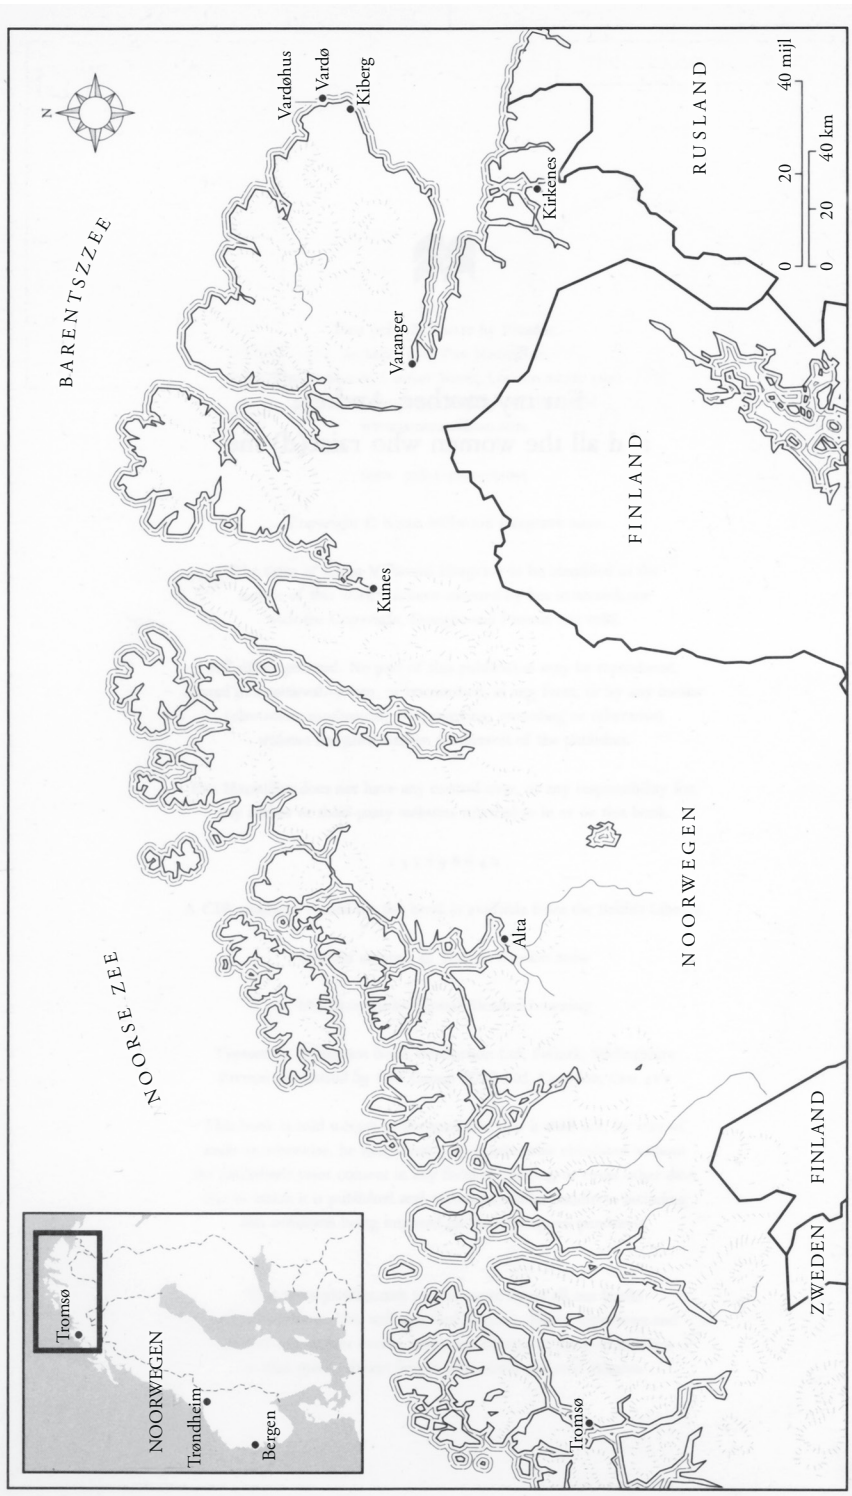 N
BARENTSZZEE
NOORSE ZEE
Tromsø
NOORWEGEN
Trøndheim
Bergen
Vardøhus
Vardø
Kiberg
Varanger
Kunes
Kirkenes
Alta
Tromsø
FINLAND
NOORWEGEN
RUSLAND
ZWEDEN
FINLAND
0 20 40 mijl
0 20 40 km